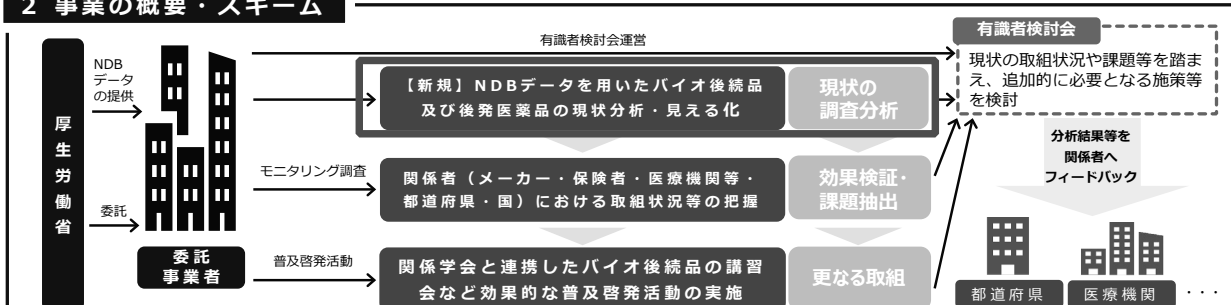 2 事業の概要・スキーム
厚生労働省
NDB
データ
の提供
委託
委託
事業者
有識者検討会運営
【新規】NDBデータを用いたバイオ後続品
及び後発医薬品の現状分析・見える化
現状の
調査分析
モニタリング調査
関係者（メーカー・保険者・医療機関等・
都道府県・国）における取組状況等の把握
効果検証・
課題抽出
普及啓発活動
関係学会と連携したバイオ後続品の講習
会など効果的な普及啓発活動の実施
更なる取組
有識者検討会
現状の取組状況や課題等を踏ま
え、追加的に必要となる施策等
を検討
分析結果等を
関係者へ
フィードバック
都道府県
医療機関
・・・